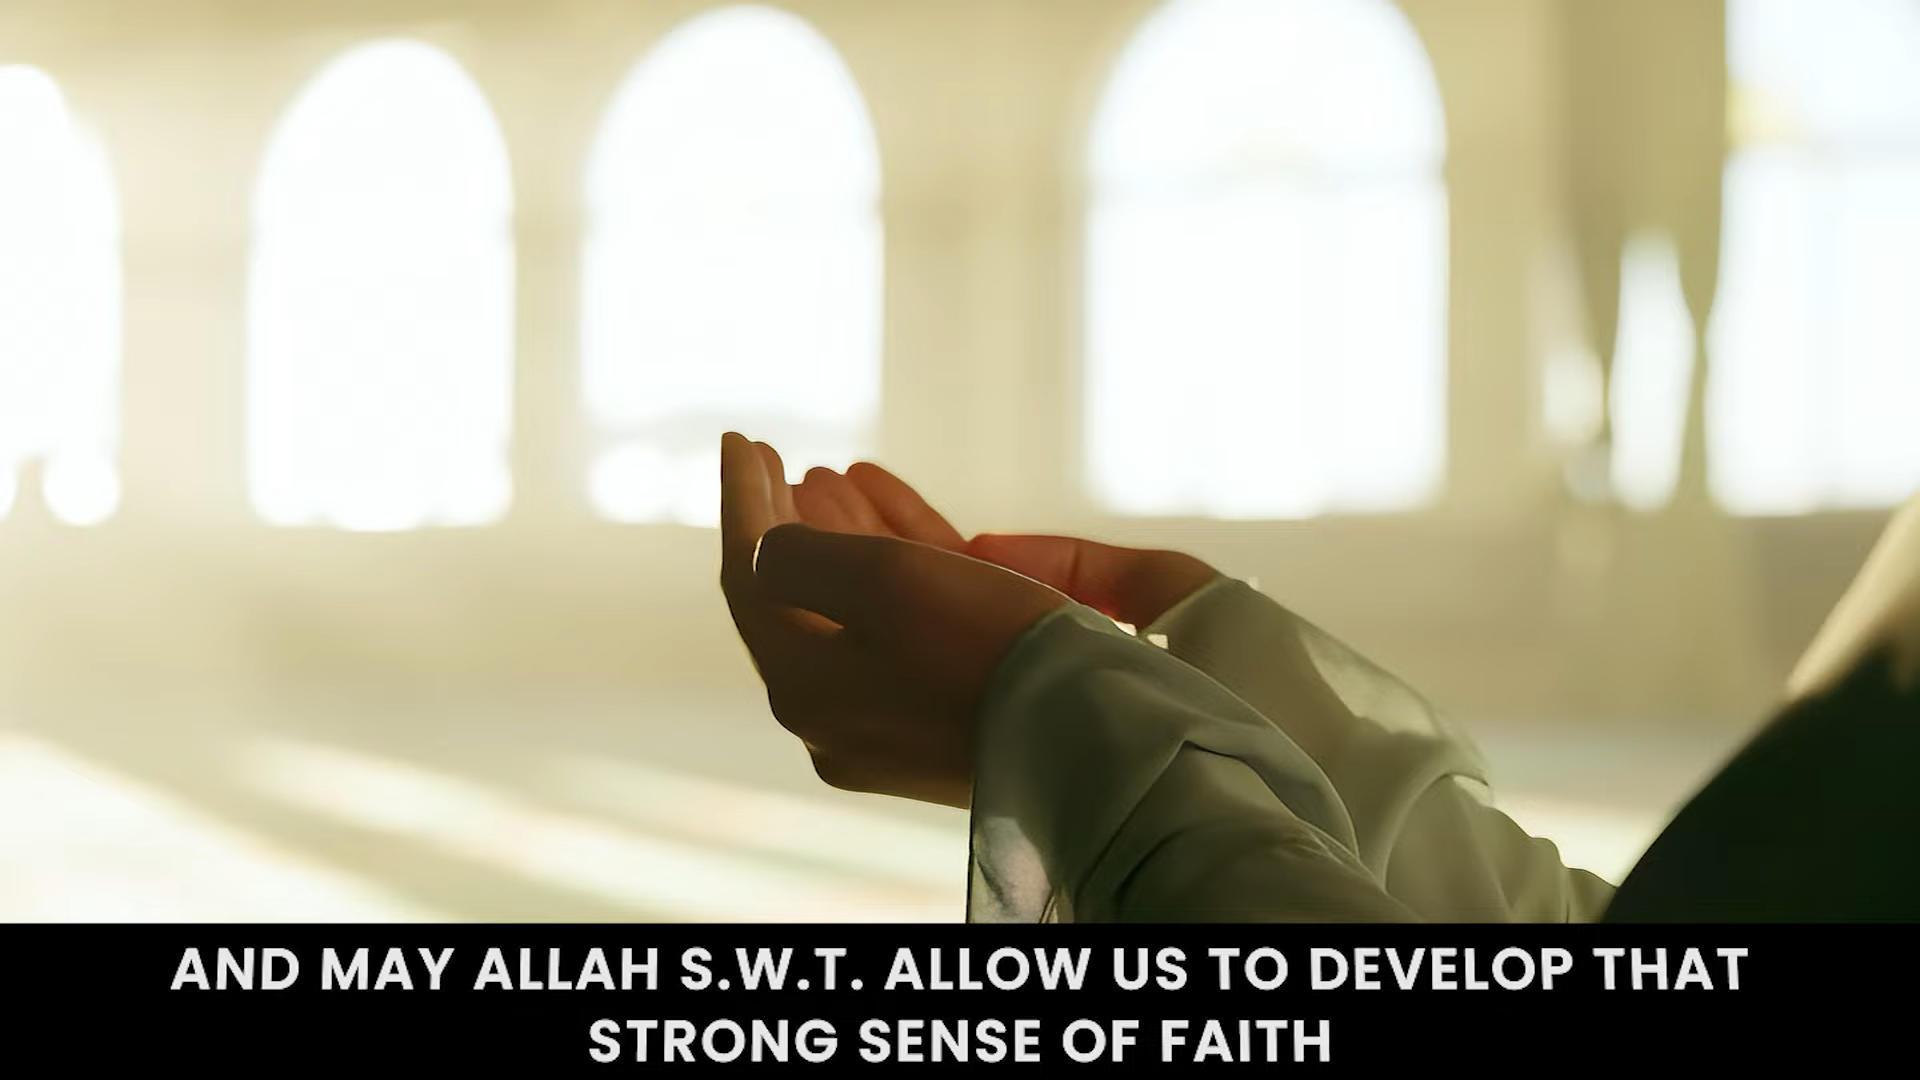 AND MAY ALLAH S.W.T. ALLOW US TO DEVELOP THAT
STRONG SENSE OF FAITH